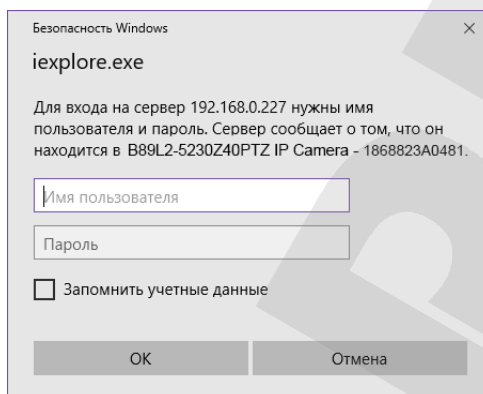 Безопасность Windows
iexplore.exe
Для входа на сервер 192.168.0.227 нужны имя
пользователя и пароль. Сервер сообщает о том, что он
находится в B89L2-5230Z40PTZ IP Camera - 1868823A0481.
Имя пользователя
Пароль
Запомнить учетные данные
ОК
Отмена